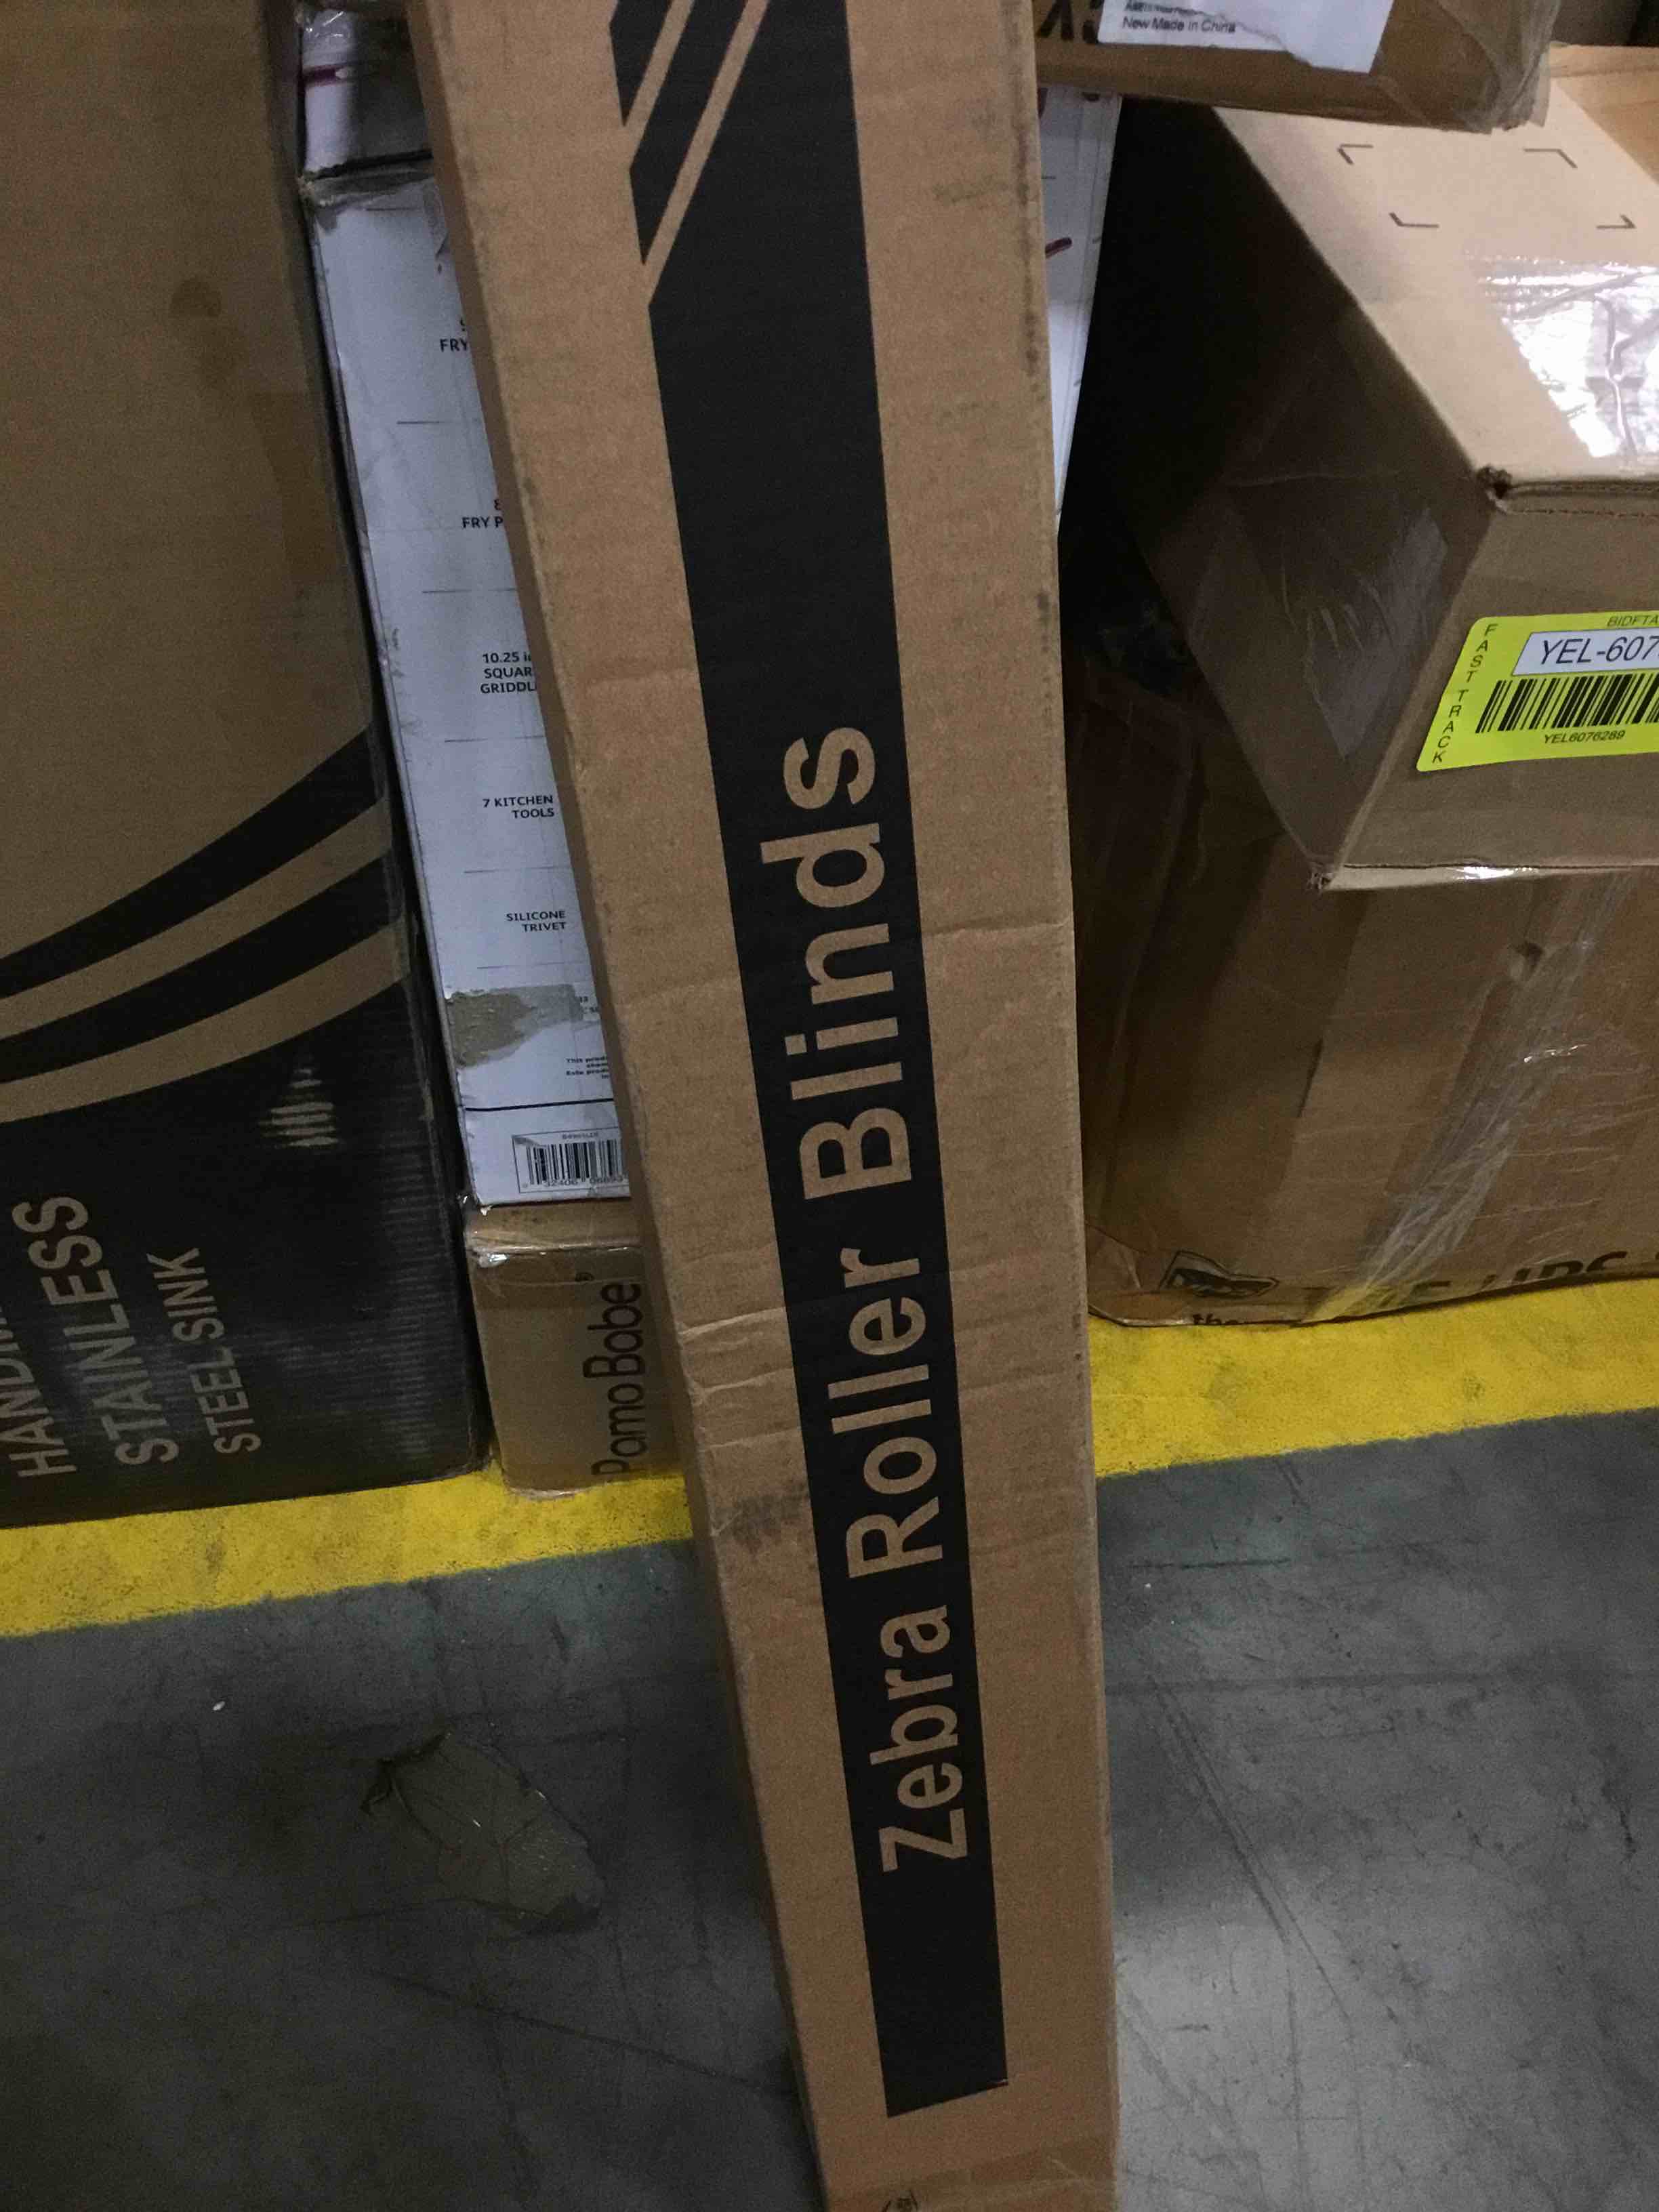 New Made in China
FRY
FRY P
10.25 i
SQUAR
GRIDDL
7 KITCHEN
TOOLS
SILICONE
TRIVET
Zebra Roller Blinds
HANDM
STAINLESS
STEEL SINK
PomoBabe
FAST TRACK
BIDFTA
YEL-607
YEL6076289